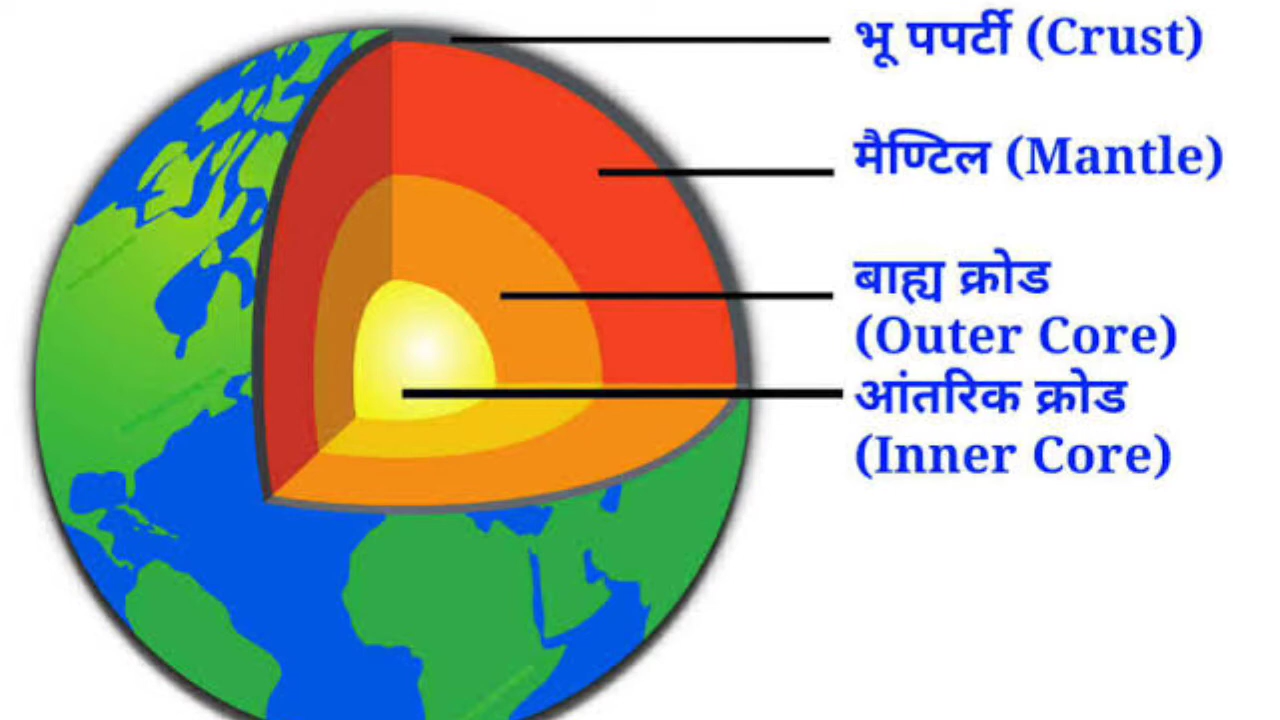 भू पपर्टी (Crust)
मैण्टिल (Mantle)
बाह्य क्रोड
(Outer Core)
आंतरिक क्रोड
(Inner Core)